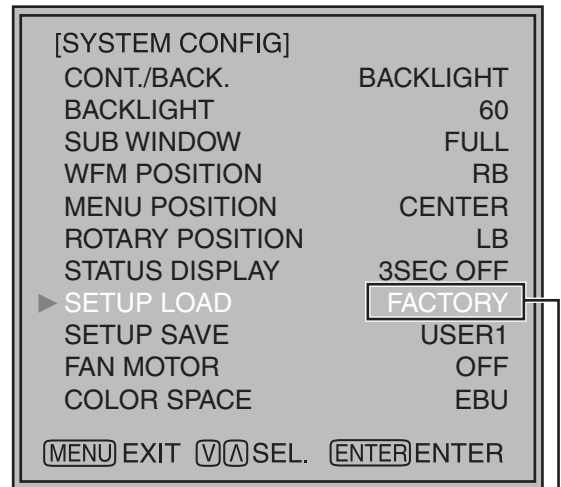 [SYSTEM CONFIG]
CONT./BACK. BACKLIGHT
BACKLIGHT 60
SUB WINDOW FULL
WFM POSITION RB
MENU POSITION CENTER
ROTARY POSITION LB
STATUS DISPLAY 3SEC OFF
▶ SETUP LOAD FACTORY
SETUP SAVE USER1
FAN MOTOR OFF
COLOR SPACE EBU
MENU EXIT V Λ SEL. ENTER ENTER